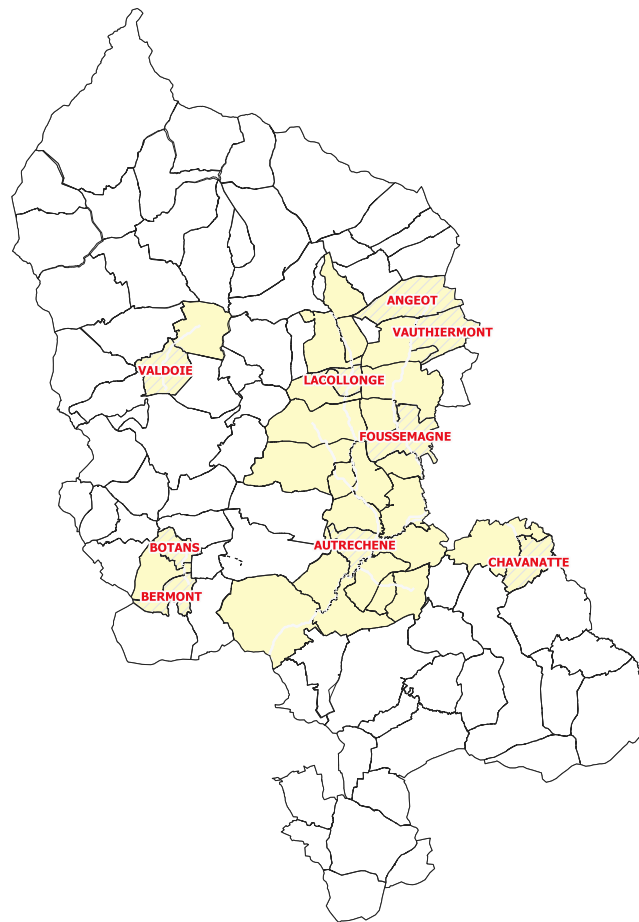 ANGEOT
VAUTHIERMONT
VALDOIE
LACOLLONGE
FOUSSEMAGNE
BOTANS
AUTRECHENE
CHAVANATTE
BERMONT